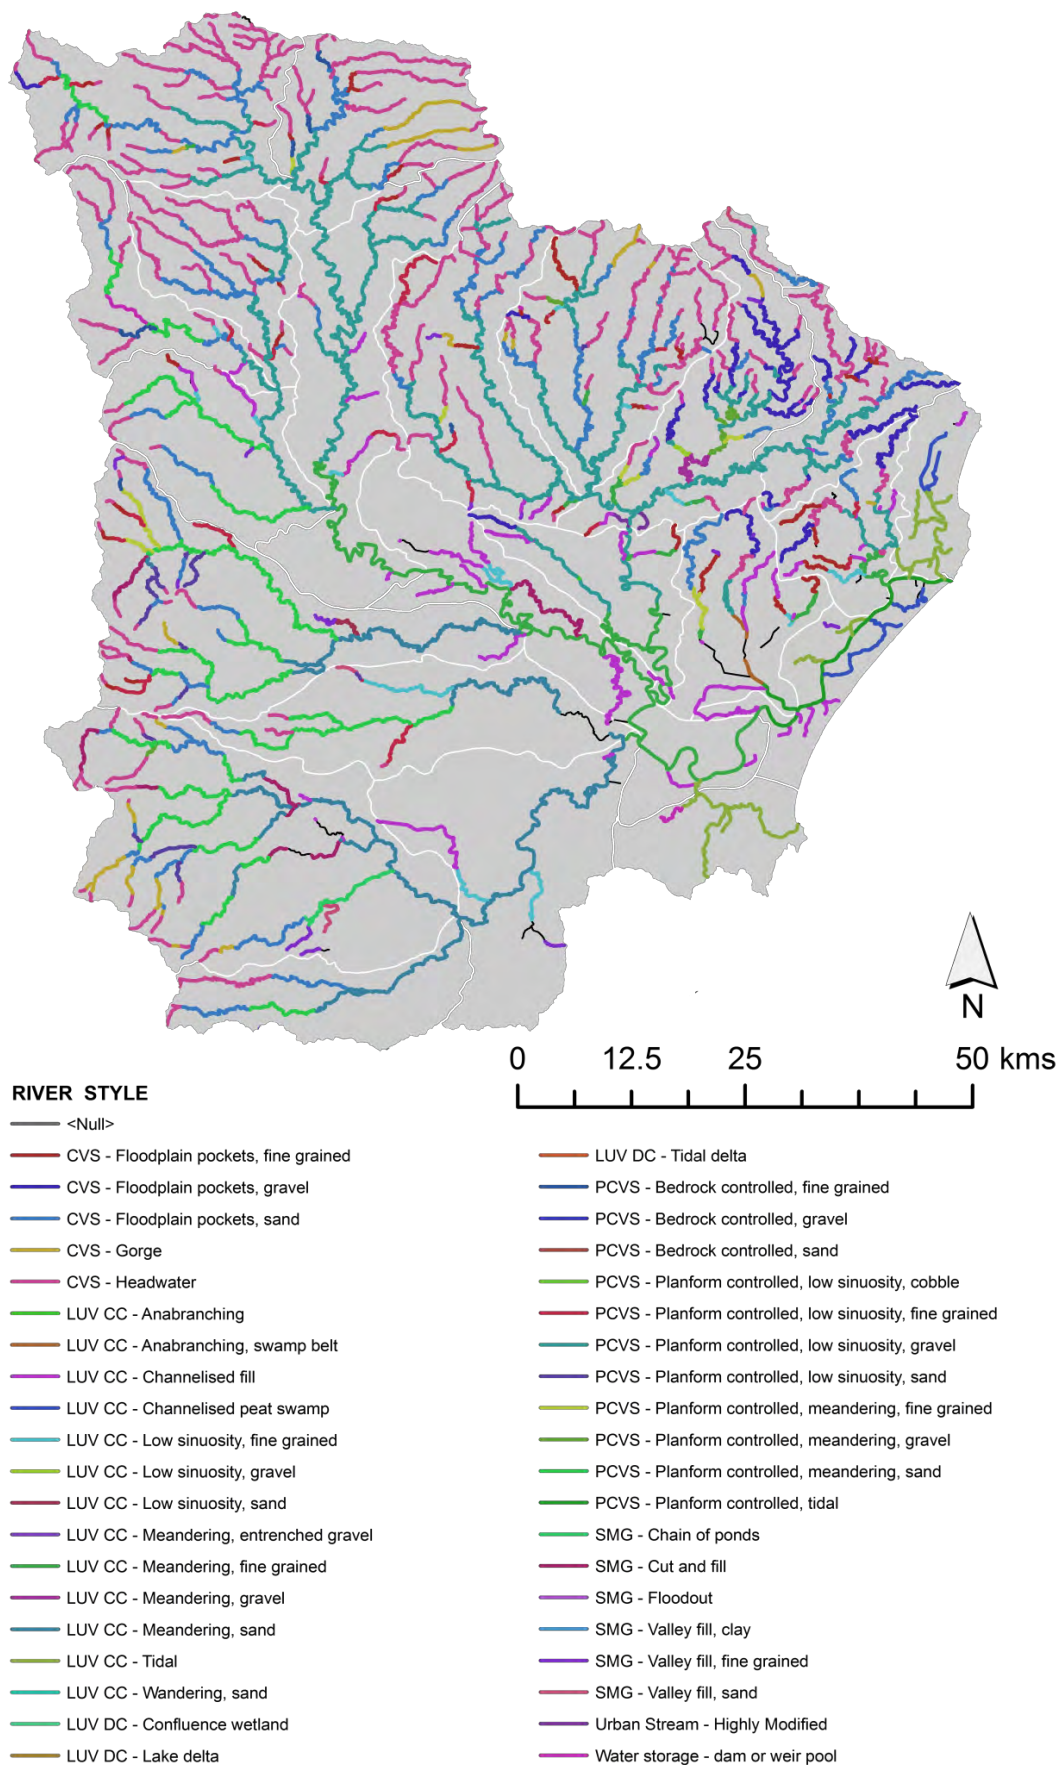 N
0 12.5 25 50 kms
RIVER STYLE
<Null>
CVS - Floodplain pockets, fine grained
CVS - Floodplain pockets, gravel
CVS - Floodplain pockets, sand
CVS - Gorge
CVS - Headwater
LUV CC - Anabranching
LUV CC - Anabranching, swamp belt
LUV CC - Channelised fill
LUV CC - Channelised peat swamp
LUV CC - Low sinuosity, fine grained
LUV CC - Low sinuosity, gravel
LUV CC - Low sinuosity, sand
LUV CC - Meandering, entrenched gravel
LUV CC - Meandering, fine grained
LUV CC - Meandering, gravel
LUV CC - Meandering, sand
LUV CC - Tidal
LUV CC - Wandering, sand
LUV DC - Confluence wetland
LUV DC - Lake delta
LUV DC - Tidal delta
PCVS - Bedrock controlled, fine grained
PCVS - Bedrock controlled, gravel
PCVS - Bedrock controlled, sand
PCVS - Planform controlled, low sinuosity, cobble
PCVS - Planform controlled, low sinuosity, fine grained
PCVS - Planform controlled, low sinuosity, gravel
PCVS - Planform controlled, low sinuosity, sand
PCVS - Planform controlled, meandering, fine grained
PCVS - Planform controlled, meandering, gravel
PCVS - Planform controlled, meandering, sand
PCVS - Planform controlled, tidal
SMG - Chain of ponds
SMG - Cut and fill
SMG - Floodout
SMG - Valley fill, clay
SMG - Valley fill, fine grained
SMG - Valley fill, sand
Urban Stream - Highly Modified
Water storage - dam or weir pool